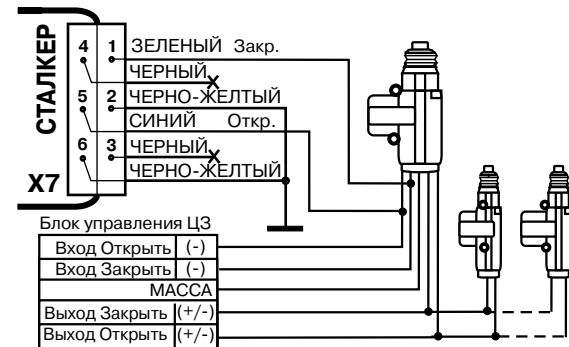 СТАЛКЕР
X7
4 1 ЗЕЛЕНЫЙ Закр.
ЧЕРНЫЙ
5 2 ЧЕРНО-ЖЕЛТЫЙ
СИНИЙ Откр.
6 3 ЧЕРНЫЙ
ЧЕРНО-ЖЕЛТЫЙ
Блок управления ЦЗ
Вход Открыть (-)
Вход Закрыть (-)
МАССА
Выход Закрыть (+/-)
Выход Открыть (+/-)